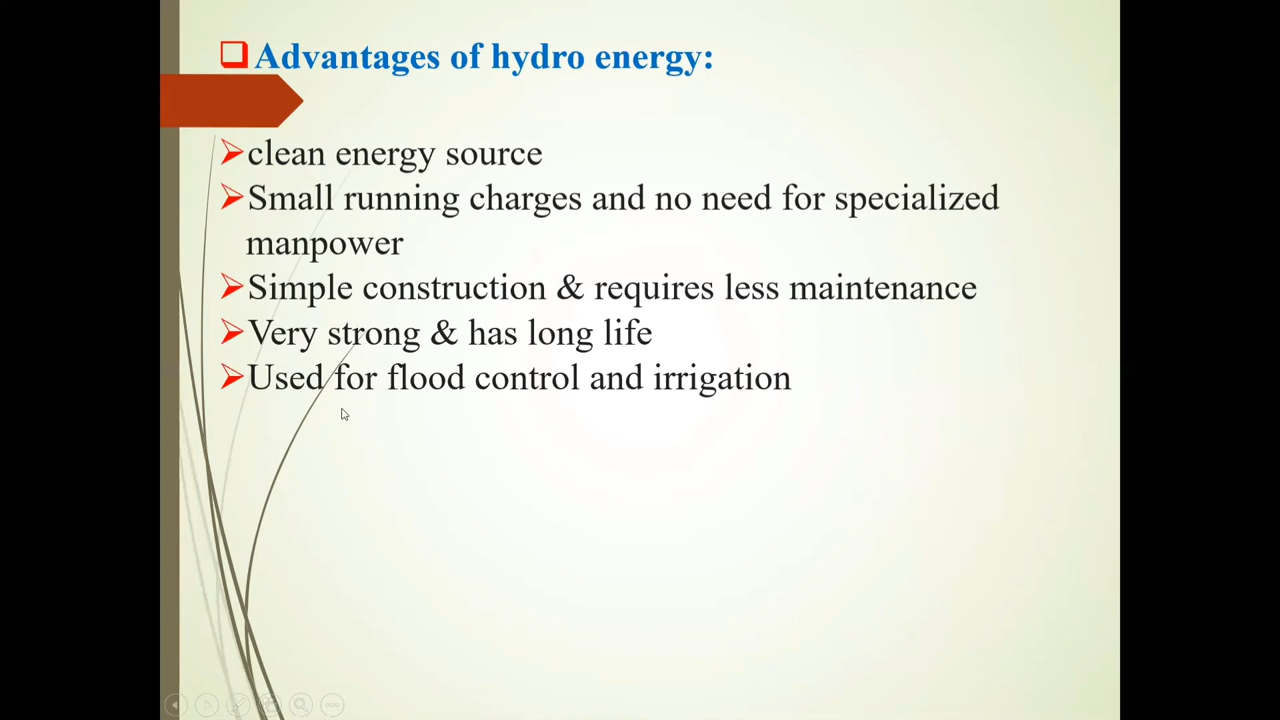 Advantages of hydro energy:
clean energy source
Small running charges and no need for specialized
manpower
Simple construction & requires less maintenance
Very strong & has long life
Used for flood control and irrigation